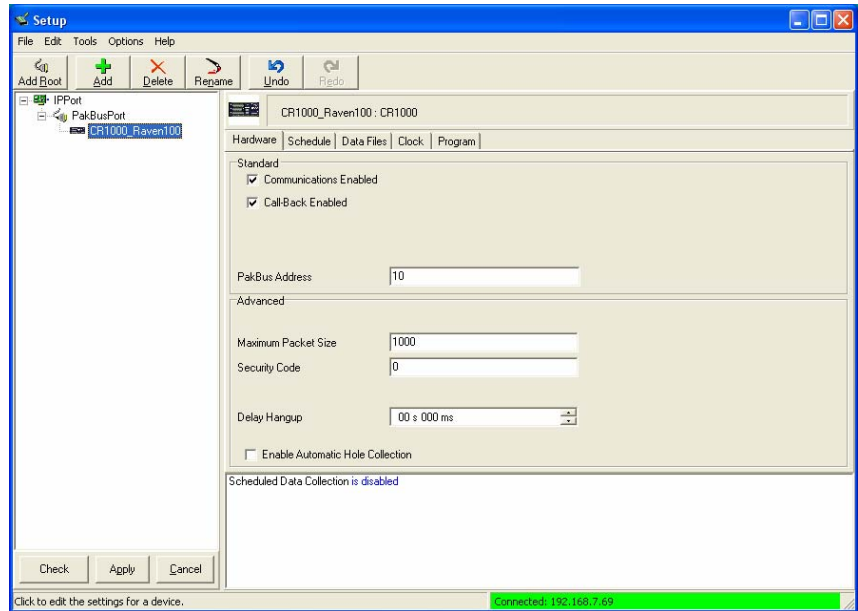 Setup
File Edit Tools Options Help
Add Root Add Delete Rename Undo Redo
IPPort
PakBusPort
CR1000_Raven100
CR1000_Raven100 : CR1000
Hardware Schedule Data Files Clock Program
Standard
Communications Enabled
Call-Back Enabled
PakBus Address 10
Advanced
Maximum Packet Size 1000
Security Code 0
Delay Hangup 00 s 000 ms
Enable Automatic Hole Collection
Scheduled Data Collection is disabled
Check Apply Cancel
Click to edit the settings for a device. Connected: 192.168.7.69